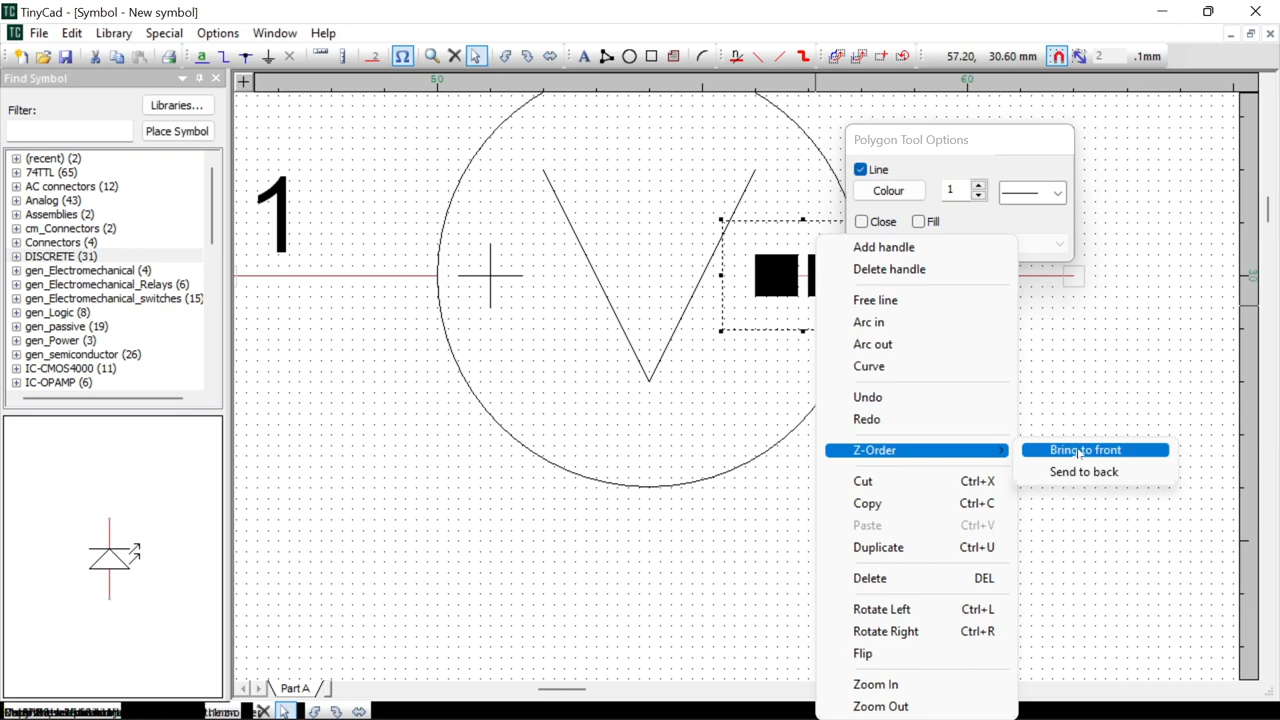 TinyCad - [Symbol - New symbol]
File Edit Library Special Options Window Help
2 57.20, 30.60 mm 2 .1mm
Find Symbol
50 60
Filter:
Libraries...
Place Symbol
(recent) (2)
74TTL (65)
AC connectors (12)
Analog (43)
Assemblies (2)
cm_Connectors (2)
Connectors (4)
DISCRETE (31)
gen_Electromechanical (4)
gen_Electromechanical_Relays (6)
gen_Electromechanical_switches (15)
gen_Logic (8)
gen_passive (19)
gen_Power (3)
gen_semiconductor (26)
IC-CMOS4000 (11)
IC-OPAMP (6)
1
30
Polygon Tool Options
Line
Colour 1
Close Fill
Add handle
Delete handle
Free line
Arc in
Arc out
Curve
Undo
Redo
Z-Order
Bring to front
Send to back
Cut Ctrl+X
Copy Ctrl+C
Paste Ctrl+V
Duplicate Ctrl+U
Delete DEL
Rotate Left Ctrl+L
Rotate Right Ctrl+R
Flip
Zoom In
Zoom Out
Part A